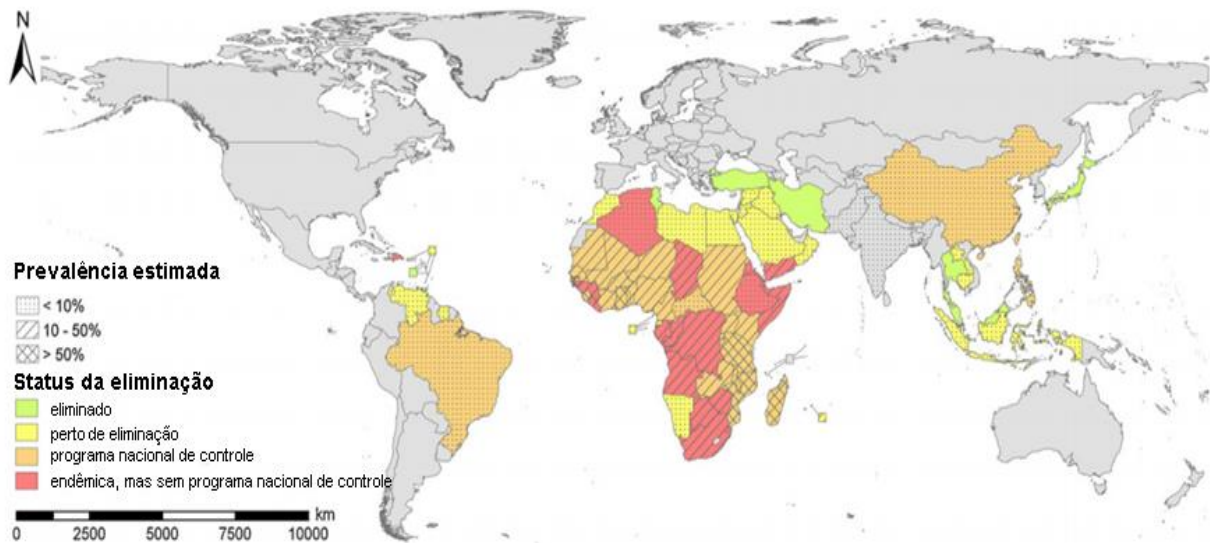 N
Prevalência estimada
< 10%
10 - 50%
> 50%
Status da eliminação
eliminado
perto de eliminação
programa nacional de controle
endêmica, mas sem programa nacional de controle
km
0 2500 5000 7500 10000